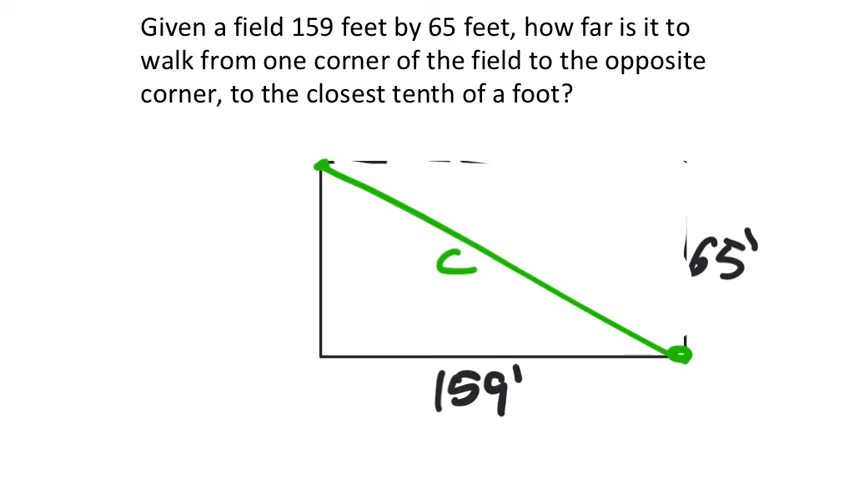 Given a field 159 feet by 65 feet, how far is it to
walk from one corner of the field to the opposite
corner, to the closest tenth of a foot?
65'
C
159'